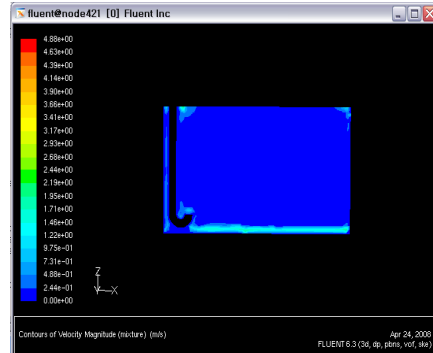 fluent@node421 [0] Fluent Inc
4.88e+00
4.63e+00
4.39e+00
4.14e+00
3.90e+00
3.66e+00
3.41e+00
3.17e+00
2.93e+00
2.68e+00
2.44e+00
2.19e+00
1.95e+00
1.71e+00
1.46e+00
1.22e+00
9.75e-01
7.31e-01
4.88e-01
2.44e-01
0.00e+00
Z
Y
X
Contours of Velocity Magnitude (mixture) (m/s)
Apr 24, 2008
FLUENT 6.3 (3d, dp, pbns, vof, ske)